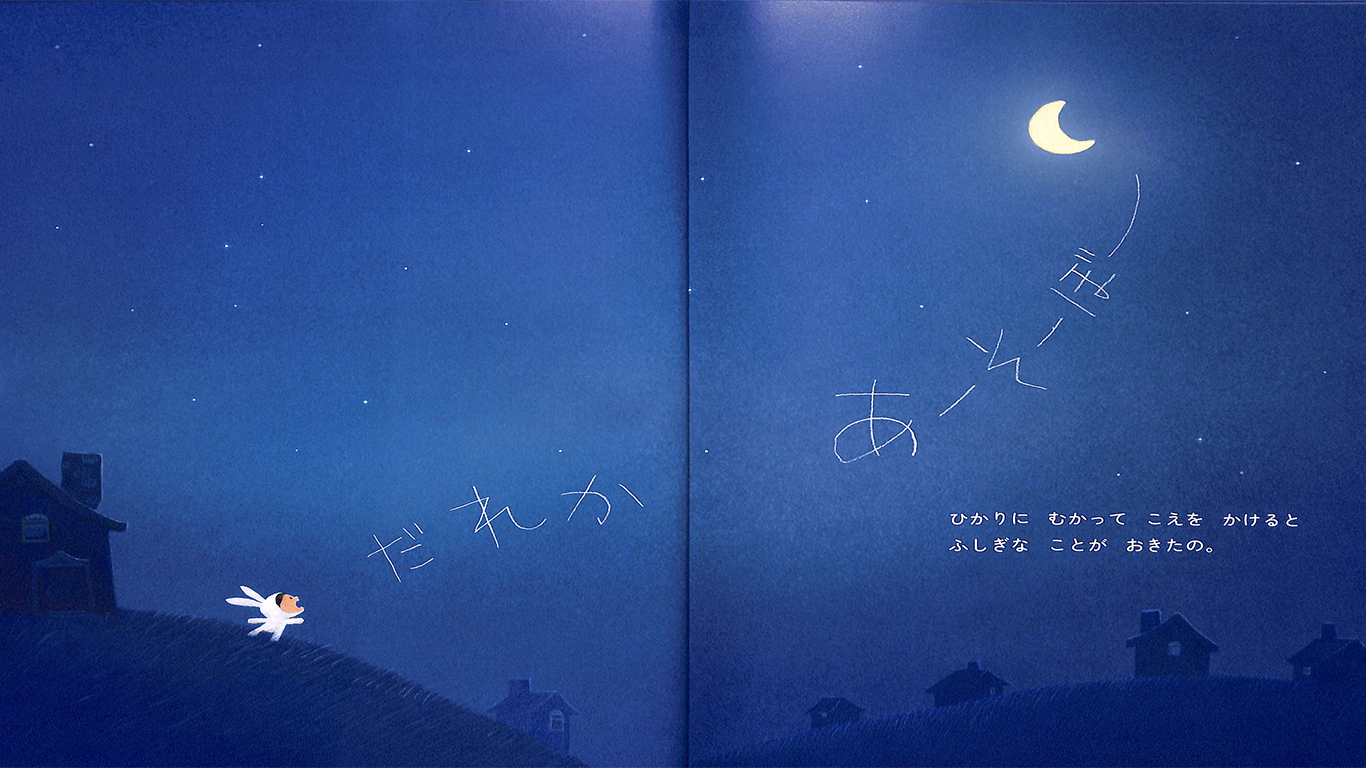 だれか
あーそーぼー
ひかりに　むかって　こえを　かけると
ふしぎな　ことが　おきたの。